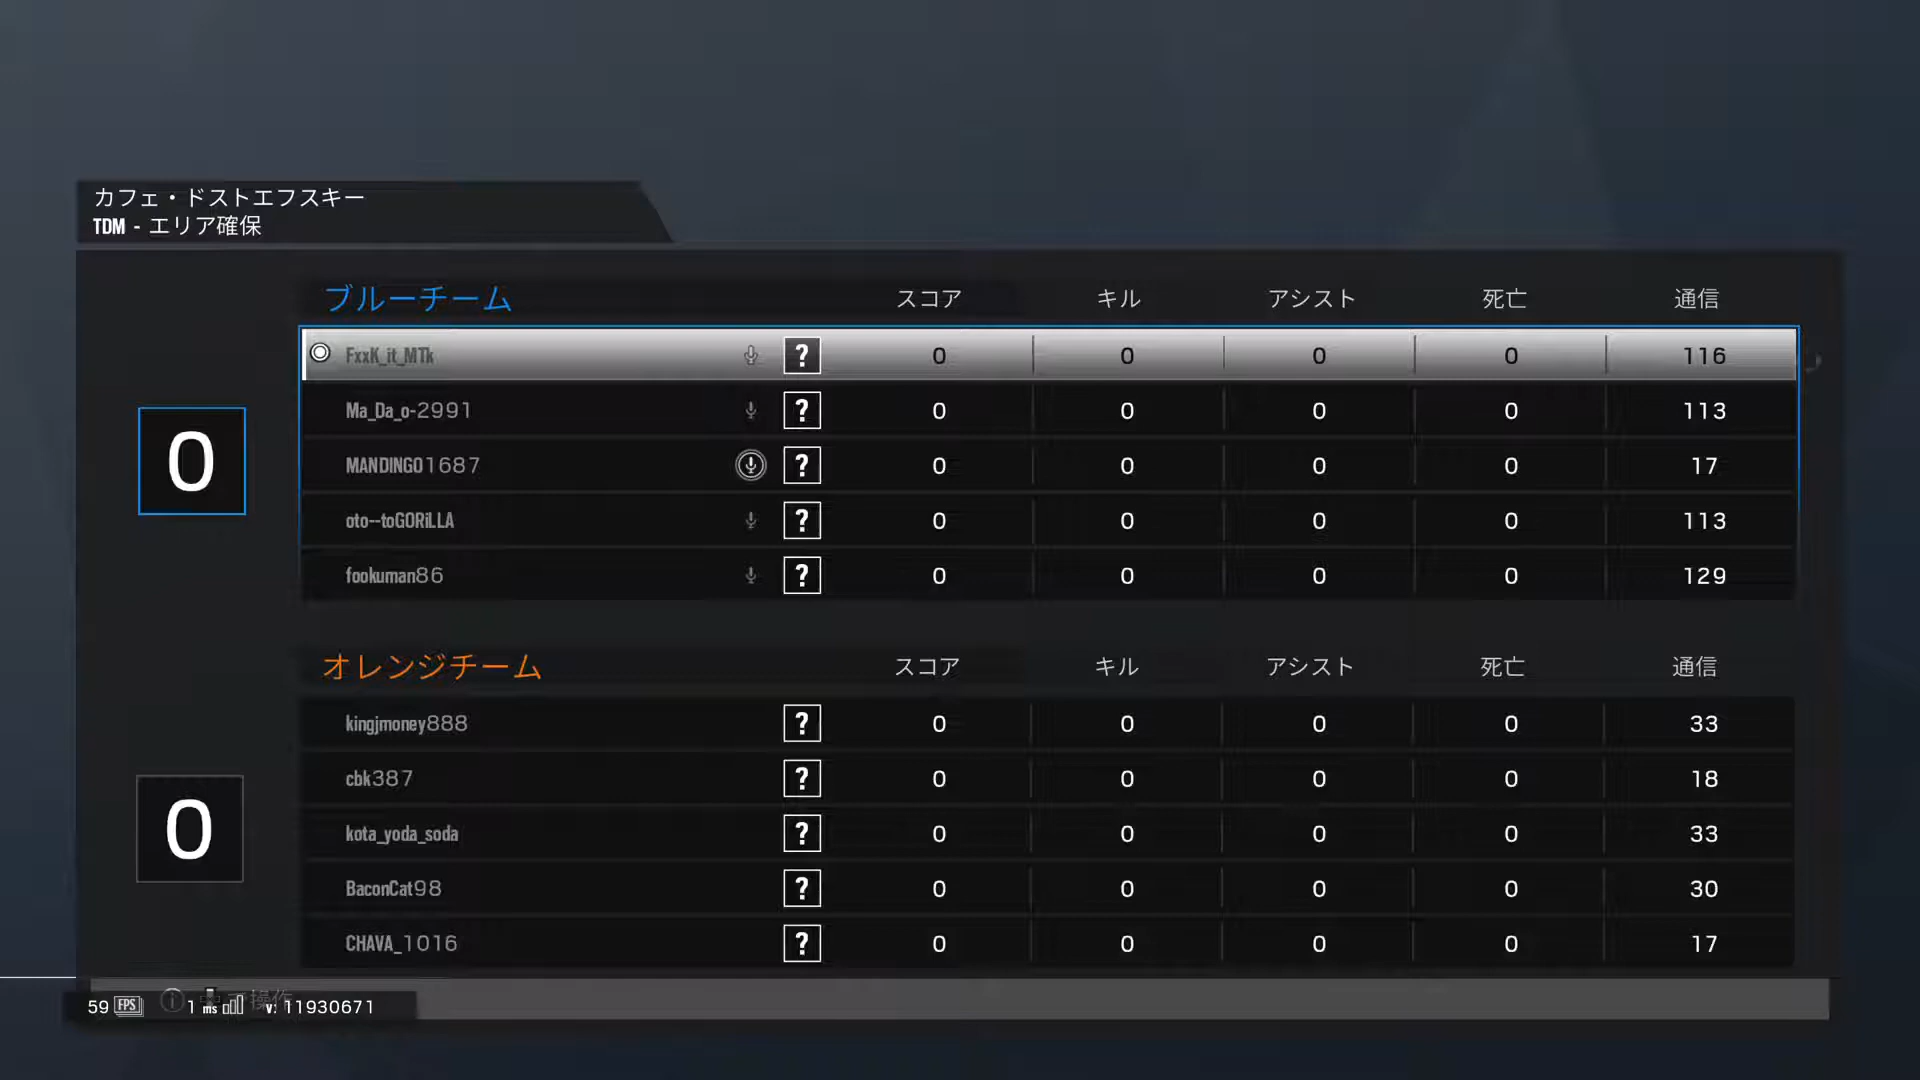 カフェ・ドストエフスキー
TDM - エリア確保
ブルーチーム スコア キル アシスト 死亡 通信
FxxK_it_MTk ? 0 0 0 0 116
Ma_Da_o-2991 ? 0 0 0 0 113
MANDINGO1687 ? 0 0 0 0 17
oto--toGORiLLA ? 0 0 0 0 113
fookuman86 ? 0 0 0 0 129
0
オレンジチーム スコア キル アシスト 死亡 通信
kingjmoney888 ? 0 0 0 0 33
cbk387 ? 0 0 0 0 18
kota_yoda_soda ? 0 0 0 0 33
BaconCat98 ? 0 0 0 0 30
CHAVA_1016 ? 0 0 0 0 17
0
で操作
59 FPS 1 ms v: 11930671